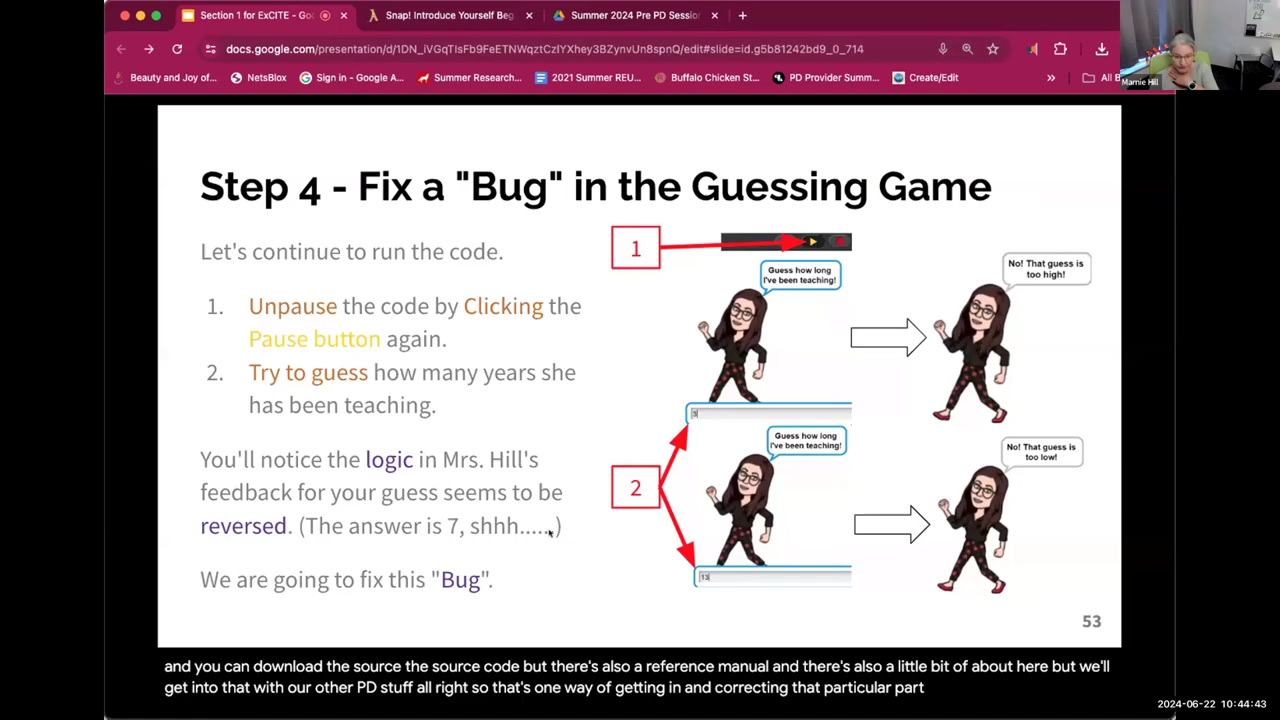 Section 1 for ExCITE - Goo
Snap! Introduce Yourself Beg
Summer 2024 Pre PD Sessio
docs.google.com/presentation/d/1DN_iVGqTIsFb9FeETNWqztCzIYXhey3BZynvUn8spnQ/edit#slide=id.g5b81242bd9_0_714
Beauty and Joy of...
NetsBlox
Sign in - Google A...
Summer Research...
2021 Summer REU...
Buffalo Chicken St...
PD Provider Summ...
Create/Edit
»
All B
Marnie Hill
Step 4 - Fix a "Bug" in the Guessing Game
Let's continue to run the code.
1. Unpause the code by Clicking the
Pause button again.
2. Try to guess how many years she
has been teaching.
You'll notice the logic in Mrs. Hill's
feedback for your guess seems to be
reversed. (The answer is 7, shhh......)
We are going to fix this "Bug".
1
Guess how long
I've been teaching!
3
No! That guess is
too high!
2
Guess how long
I've been teaching!
13
No! That guess is
too low!
53
and you can download the source the source code but there's also a reference manual and there's also a little bit of about here but we'll
get into that with our other PD stuff all right so that's one way of getting in and correcting that particular part
2024-06-22 10:44:43